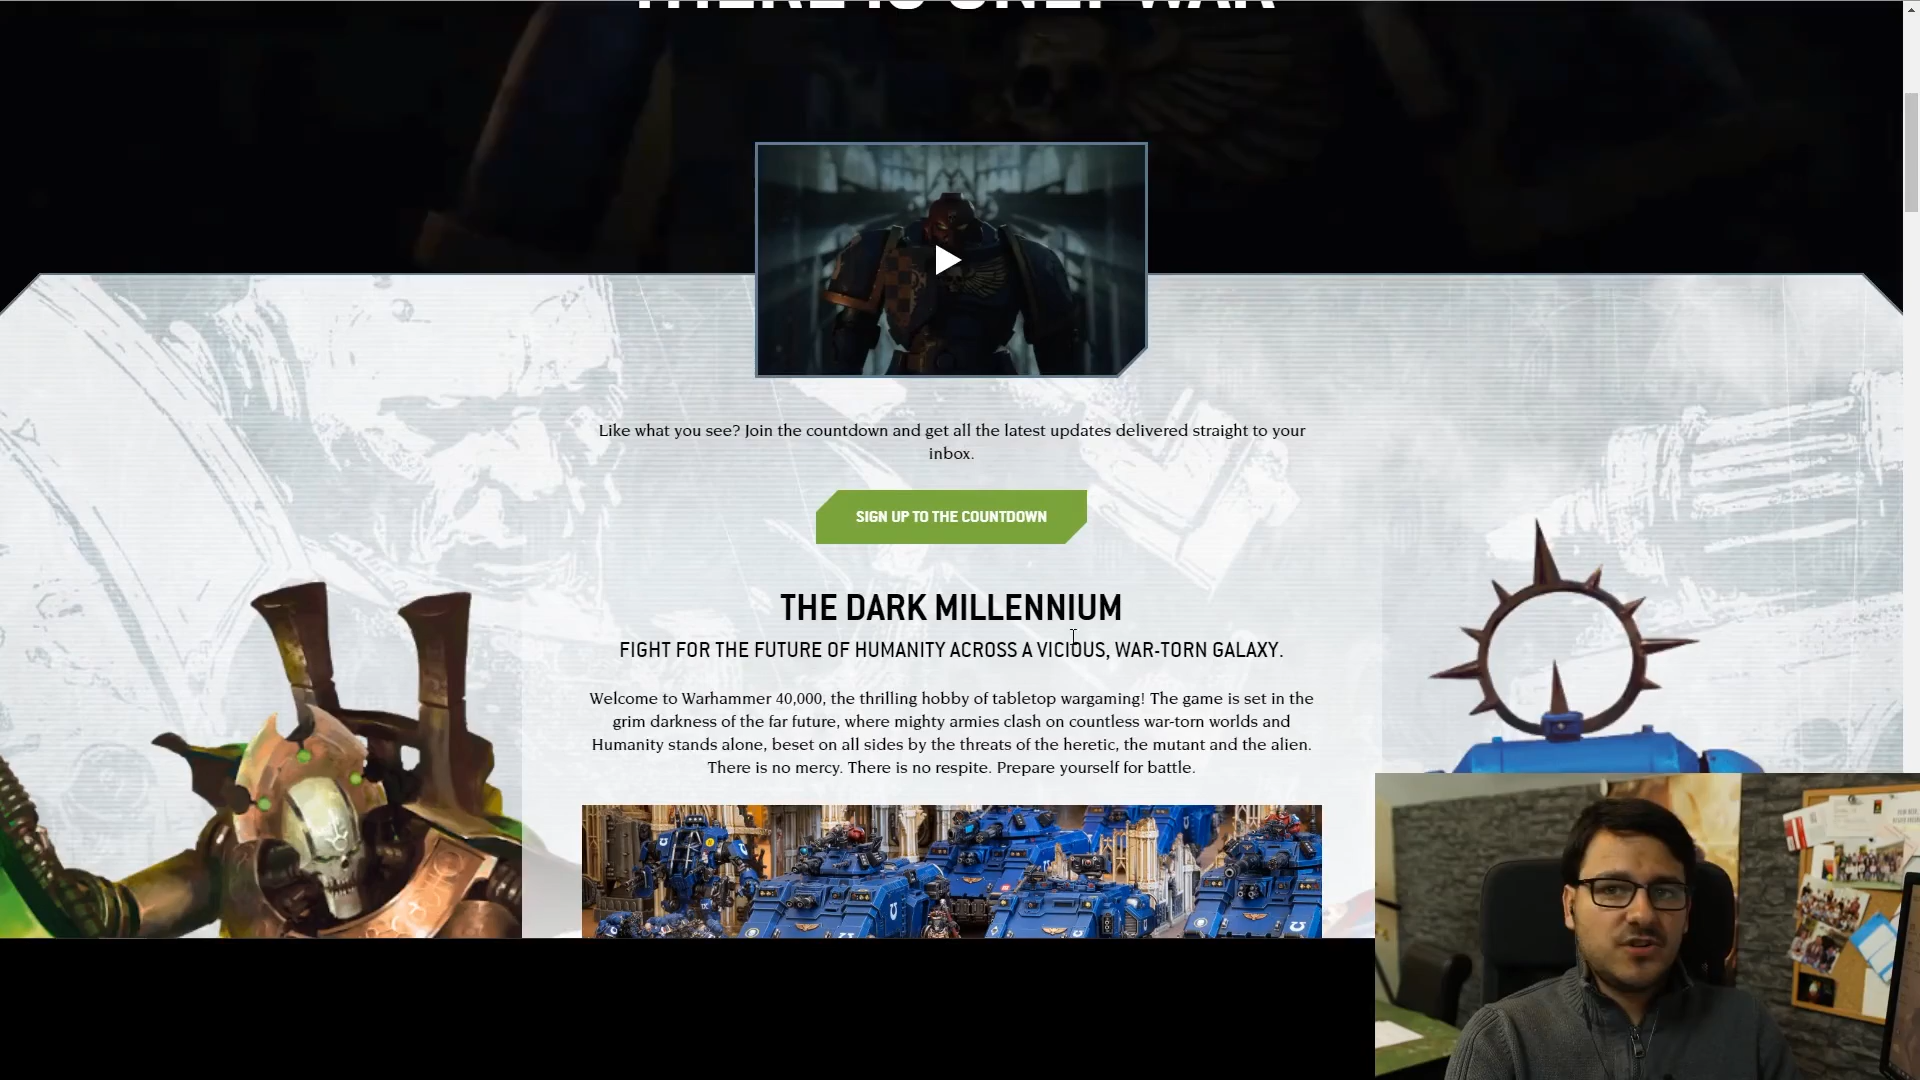 THERE IS ONLY WAR
Like what you see? Join the countdown and get all the latest updates delivered straight to your
inbox.
SIGN UP TO THE COUNTDOWN
THE DARK MILLENNIUM
FIGHT FOR THE FUTURE OF HUMANITY ACROSS A VICIOUS, WAR-TORN GALAXY.
Welcome to Warhammer 40,000, the thrilling hobby of tabletop wargaming! The game is set in the
grim darkness of the far future, where mighty armies clash on countless war-torn worlds and
Humanity stands alone, beset on all sides by the threats of the heretic, the mutant and the alien.
There is no mercy. There is no respite. Prepare yourself for battle.